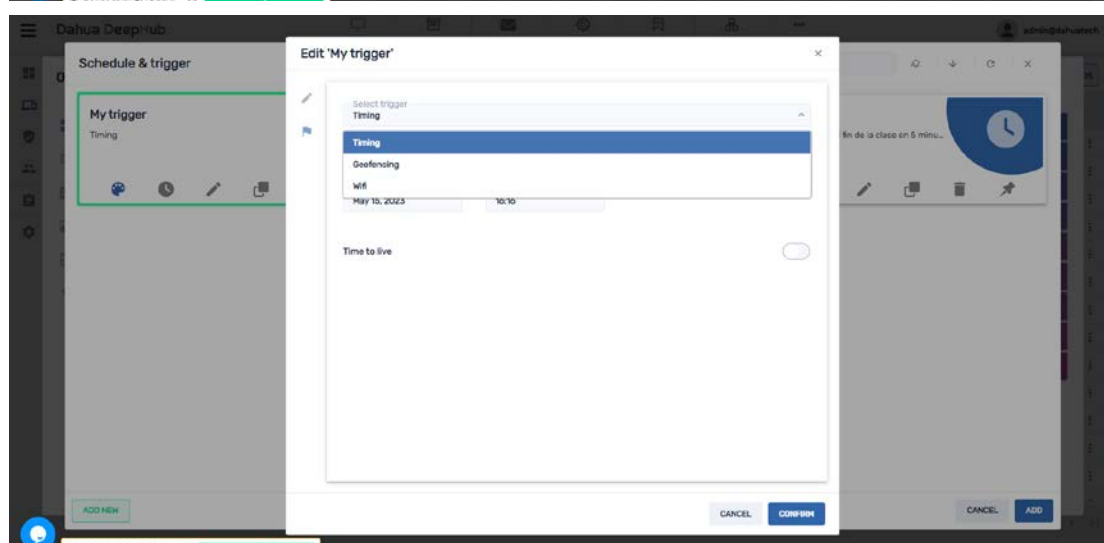 Dahua DeepHub
admin@dahuatech
Schedule & trigger
My trigger
Timing
ADD NEW
Edit 'My trigger'
Select trigger
Timing
Timing
Geofencing
Wifi
May 15, 2023
16:16
Time to live
CANCEL
CONFIRM
fin de la clase en 5 minu...
CANCEL
ADD